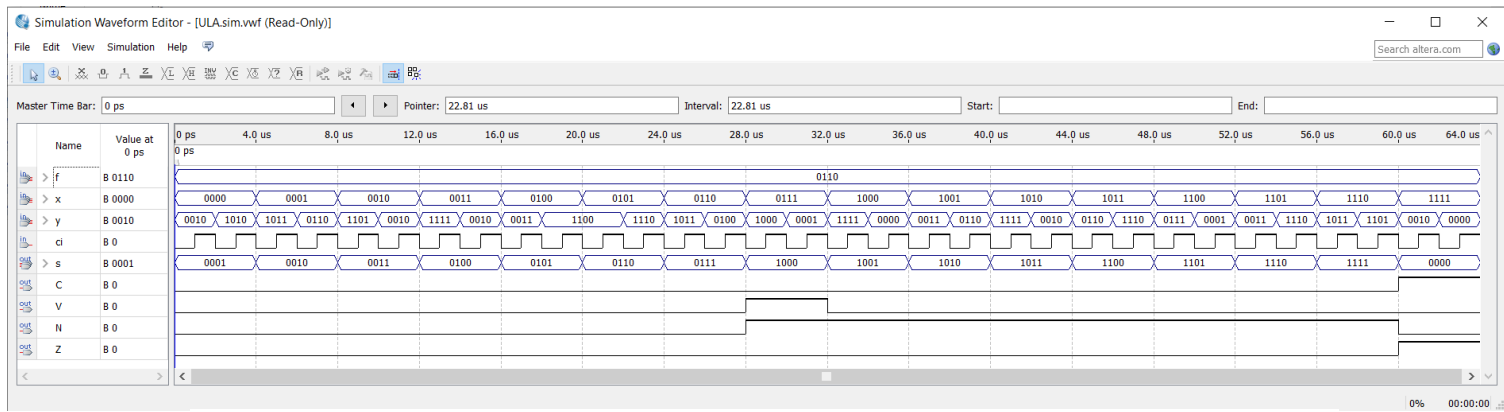 Simulation Waveform Editor - [ULA.sim.vwf (Read-Only)]
File Edit View Simulation Help
Search altera.com
Master Time Bar: 0 ps Pointer: 22.81 us Interval: 22.81 us Start: End:
Name Value at 0 ps
0 ps 4.0 us 8.0 us 12.0 us 16.0 us 20.0 us 24.0 us 28.0 us 32.0 us 36.0 us 40.0 us 44.0 us 48.0 us 52.0 us 56.0 us 60.0 us 64.0 us
0 ps
f B 0110 0110
x B 0000 0000 0001 0010 0011 0100 0101 0110 0111 1000 1001 1010 1011 1100 1101 1110 1111
y B 0010 0010 1010 1011 0110 1101 0010 1111 0010 0011 1100 1110 1011 0100 1000 0001 1111 0000 0011 0110 1111 0010 0110 1110 0111 0001 0011 1110 1011 1101 0010 0000
ci B 0
s B 0001 0001 0010 0011 0100 0101 0110 0111 1000 1001 1010 1011 1100 1101 1110 1111 0000
C B 0
V B 0
N B 0
Z B 0
0% 00:00:00